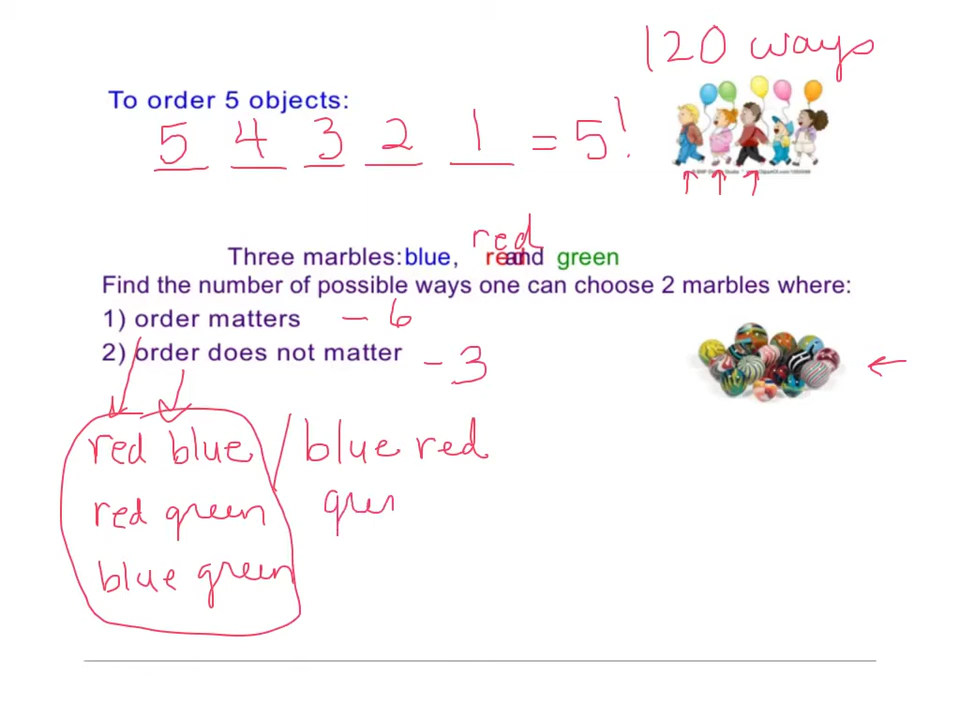 120 ways
To order 5 objects:
5 4 3 2 1 = 5!
red
Three marbles: blue, red and green
Find the number of possible ways one can choose 2 marbles where:
1) order matters - 6
2) order does not matter - 3
red blue / blue red
red green gren
blue green